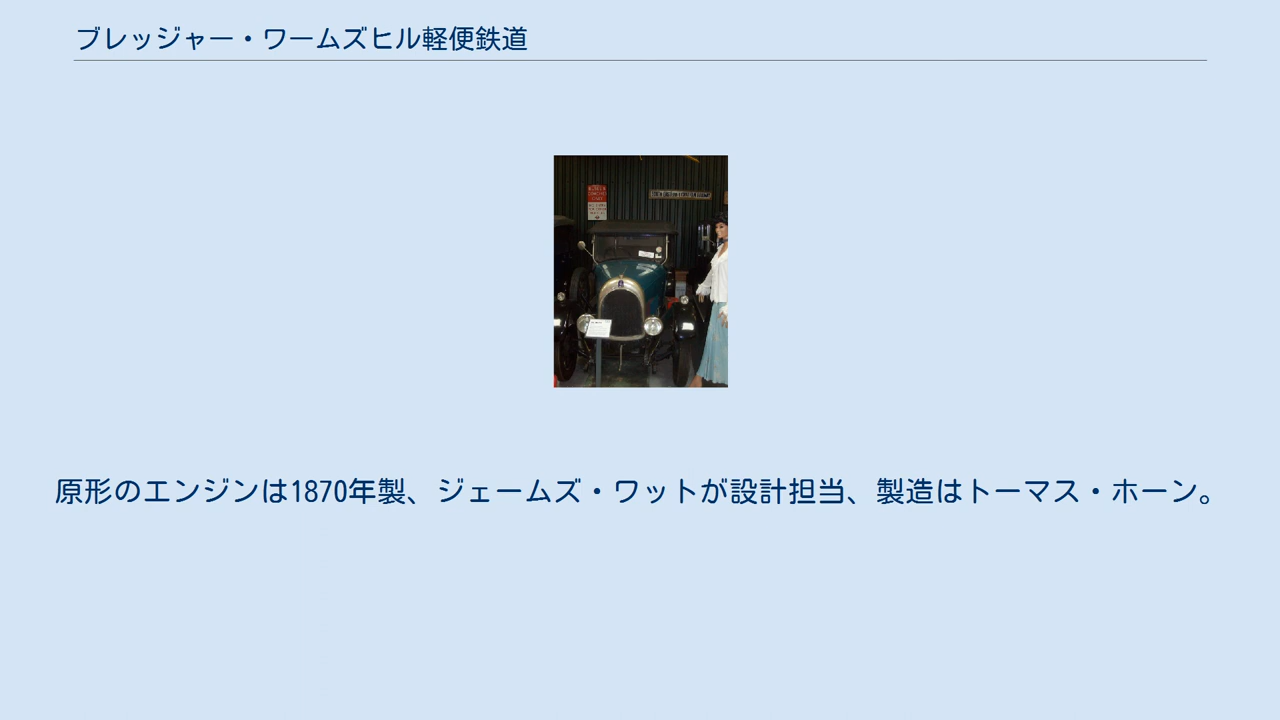 ブレッジャー・ワームズヒル軽便鉄道
原形のエンジンは1870年製、ジェームズ・ワットが設計担当、製造はトーマス・ホーン。